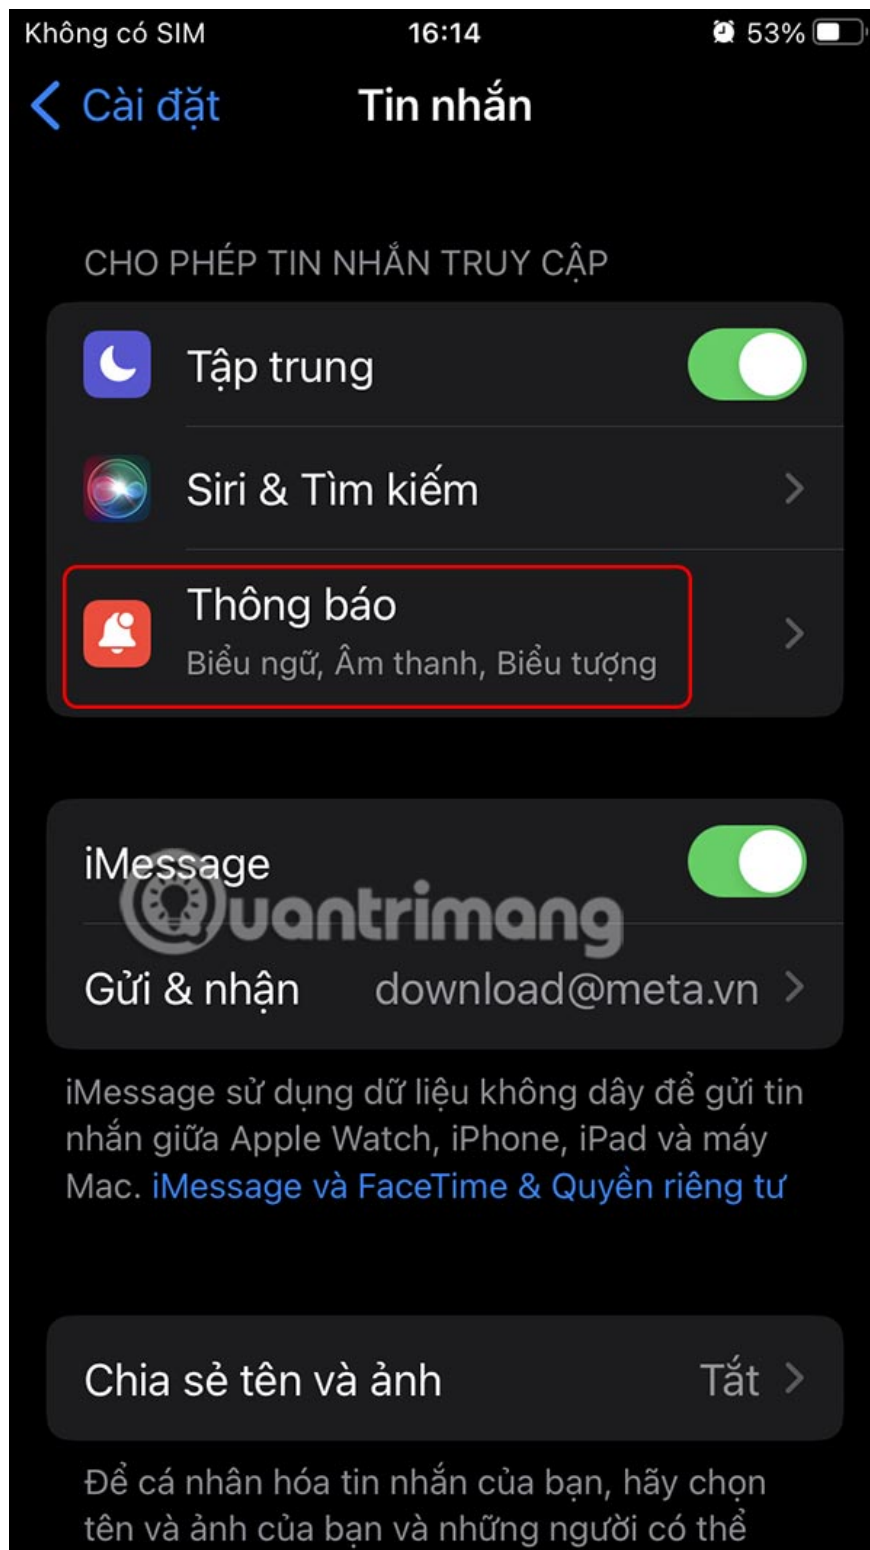 Không có SIM 16:14 53%
Cài đặt Tin nhắn
CHO PHÉP TIN NHẮN TRUY CẬP
Tập trung
Siri & Tìm kiếm
Thông báo
Biểu ngữ, Âm thanh, Biểu tượng
iMessage
Quantrimang
Gửi & nhận download@meta.vn
iMessage sử dụng dữ liệu không dây để gửi tin
nhắn giữa Apple Watch, iPhone, iPad và máy
Mac. iMessage và FaceTime & Quyền riêng tư
Chia sẻ tên và ảnh Tắt
Để cá nhân hóa tin nhắn của bạn, hãy chọn
tên và ảnh của bạn và những người có thể